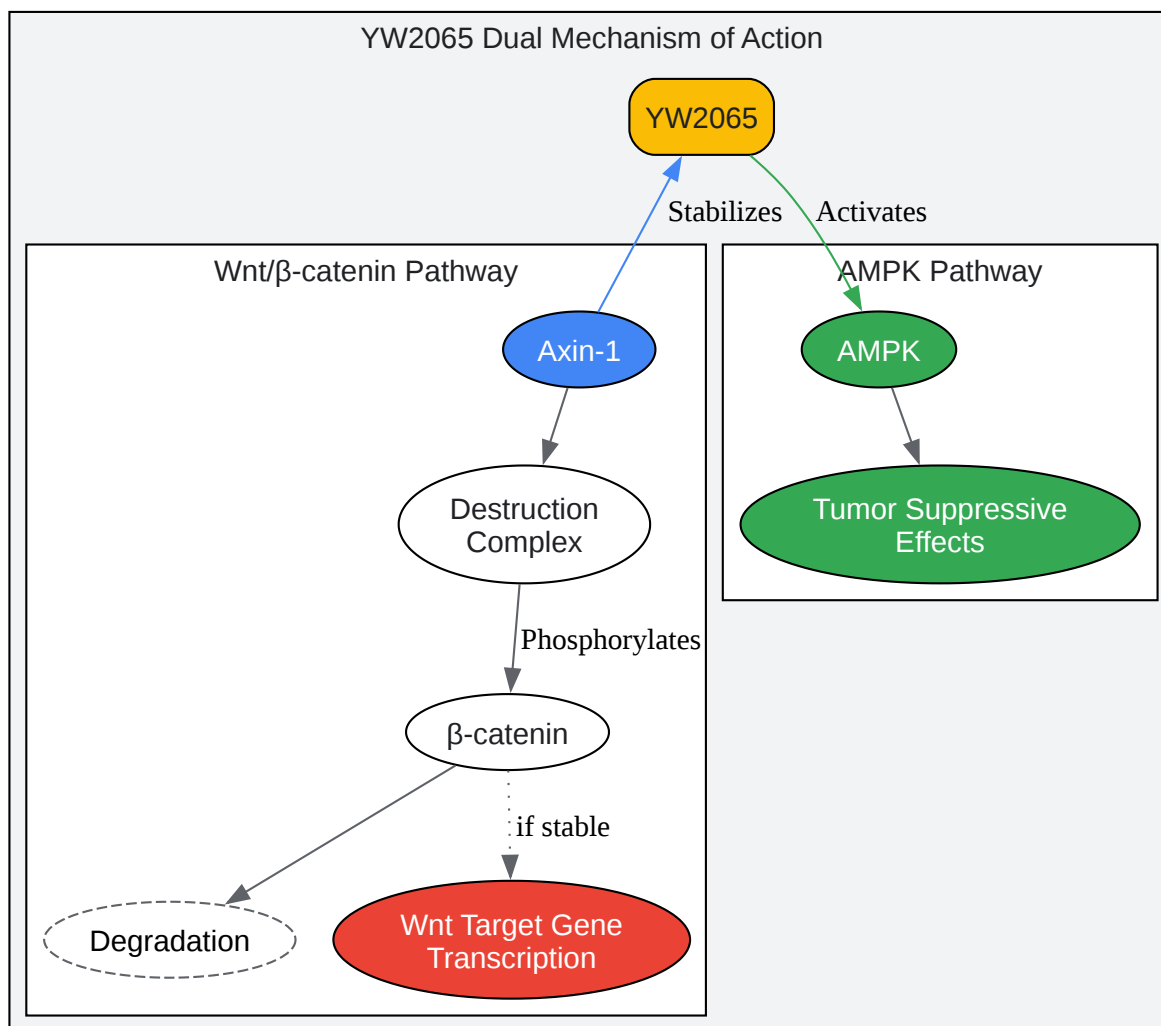 YW2065 Dual Mechanism of Action
YW2065
Stabilizes
Activates
Wnt/β-catenin Pathway
AMPK Pathway
Axin-1
AMPK
Destruction
Complex
Tumor Suppressive
Effects
Phosphorylates
β-catenin
if stable
Degradation
Wnt Target Gene
Transcription